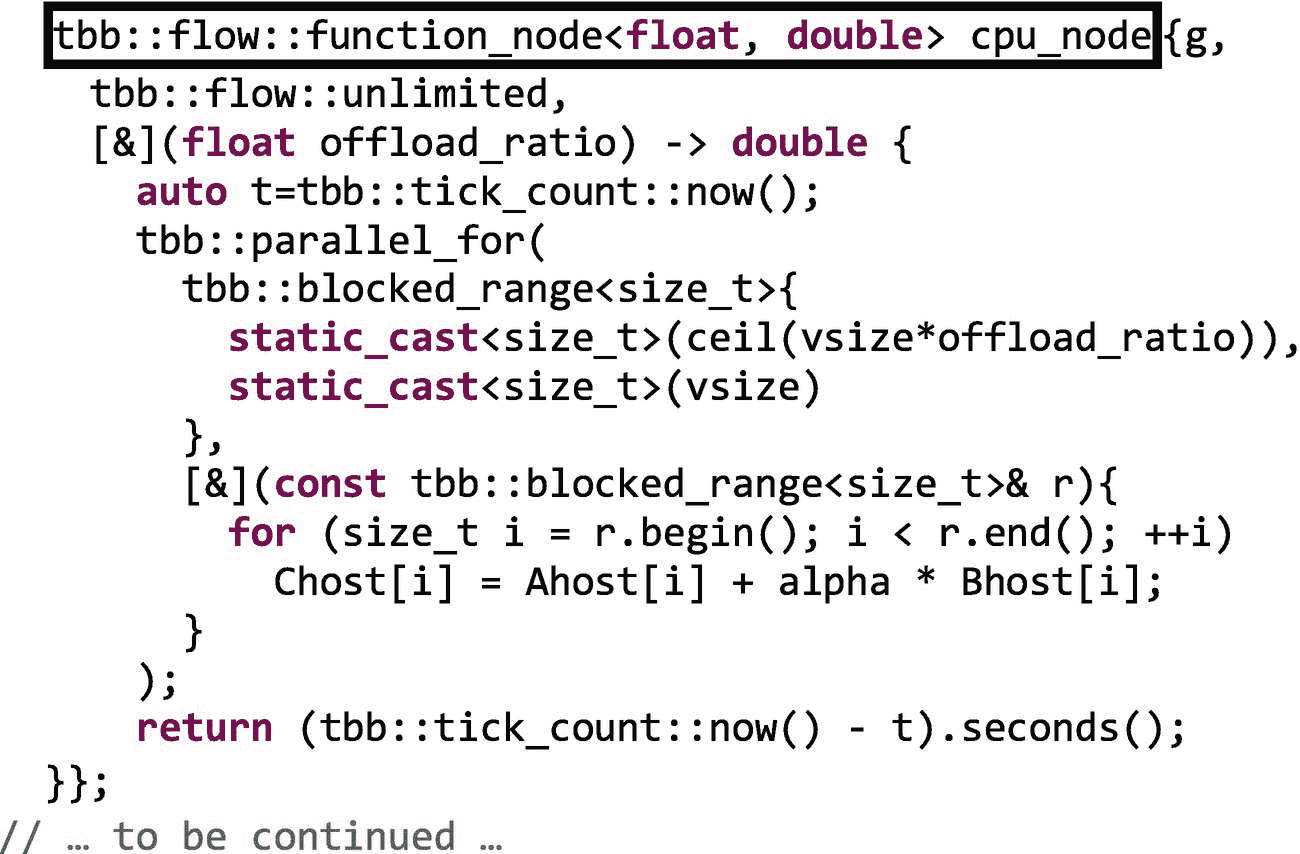 tbb::flow::function_node<float, double> cpu_node{g,
tbb::flow::unlimited,
[&](float offload_ratio) -> double {
auto t=tbb::tick_count::now();
tbb::parallel_for(
tbb::blocked_range<size_t>{
static_cast<size_t>(ceil(vsize*offload_ratio)),
static_cast<size_t>(vsize)
},
[&](const tbb::blocked_range<size_t>& r){
for (size_t i = r.begin(); i < r.end(); ++i)
Chost[i] = Ahost[i] + alpha * Bhost[i];
}
);
return (tbb::tick_count::now() - t).seconds();
}};
// … to be continued …